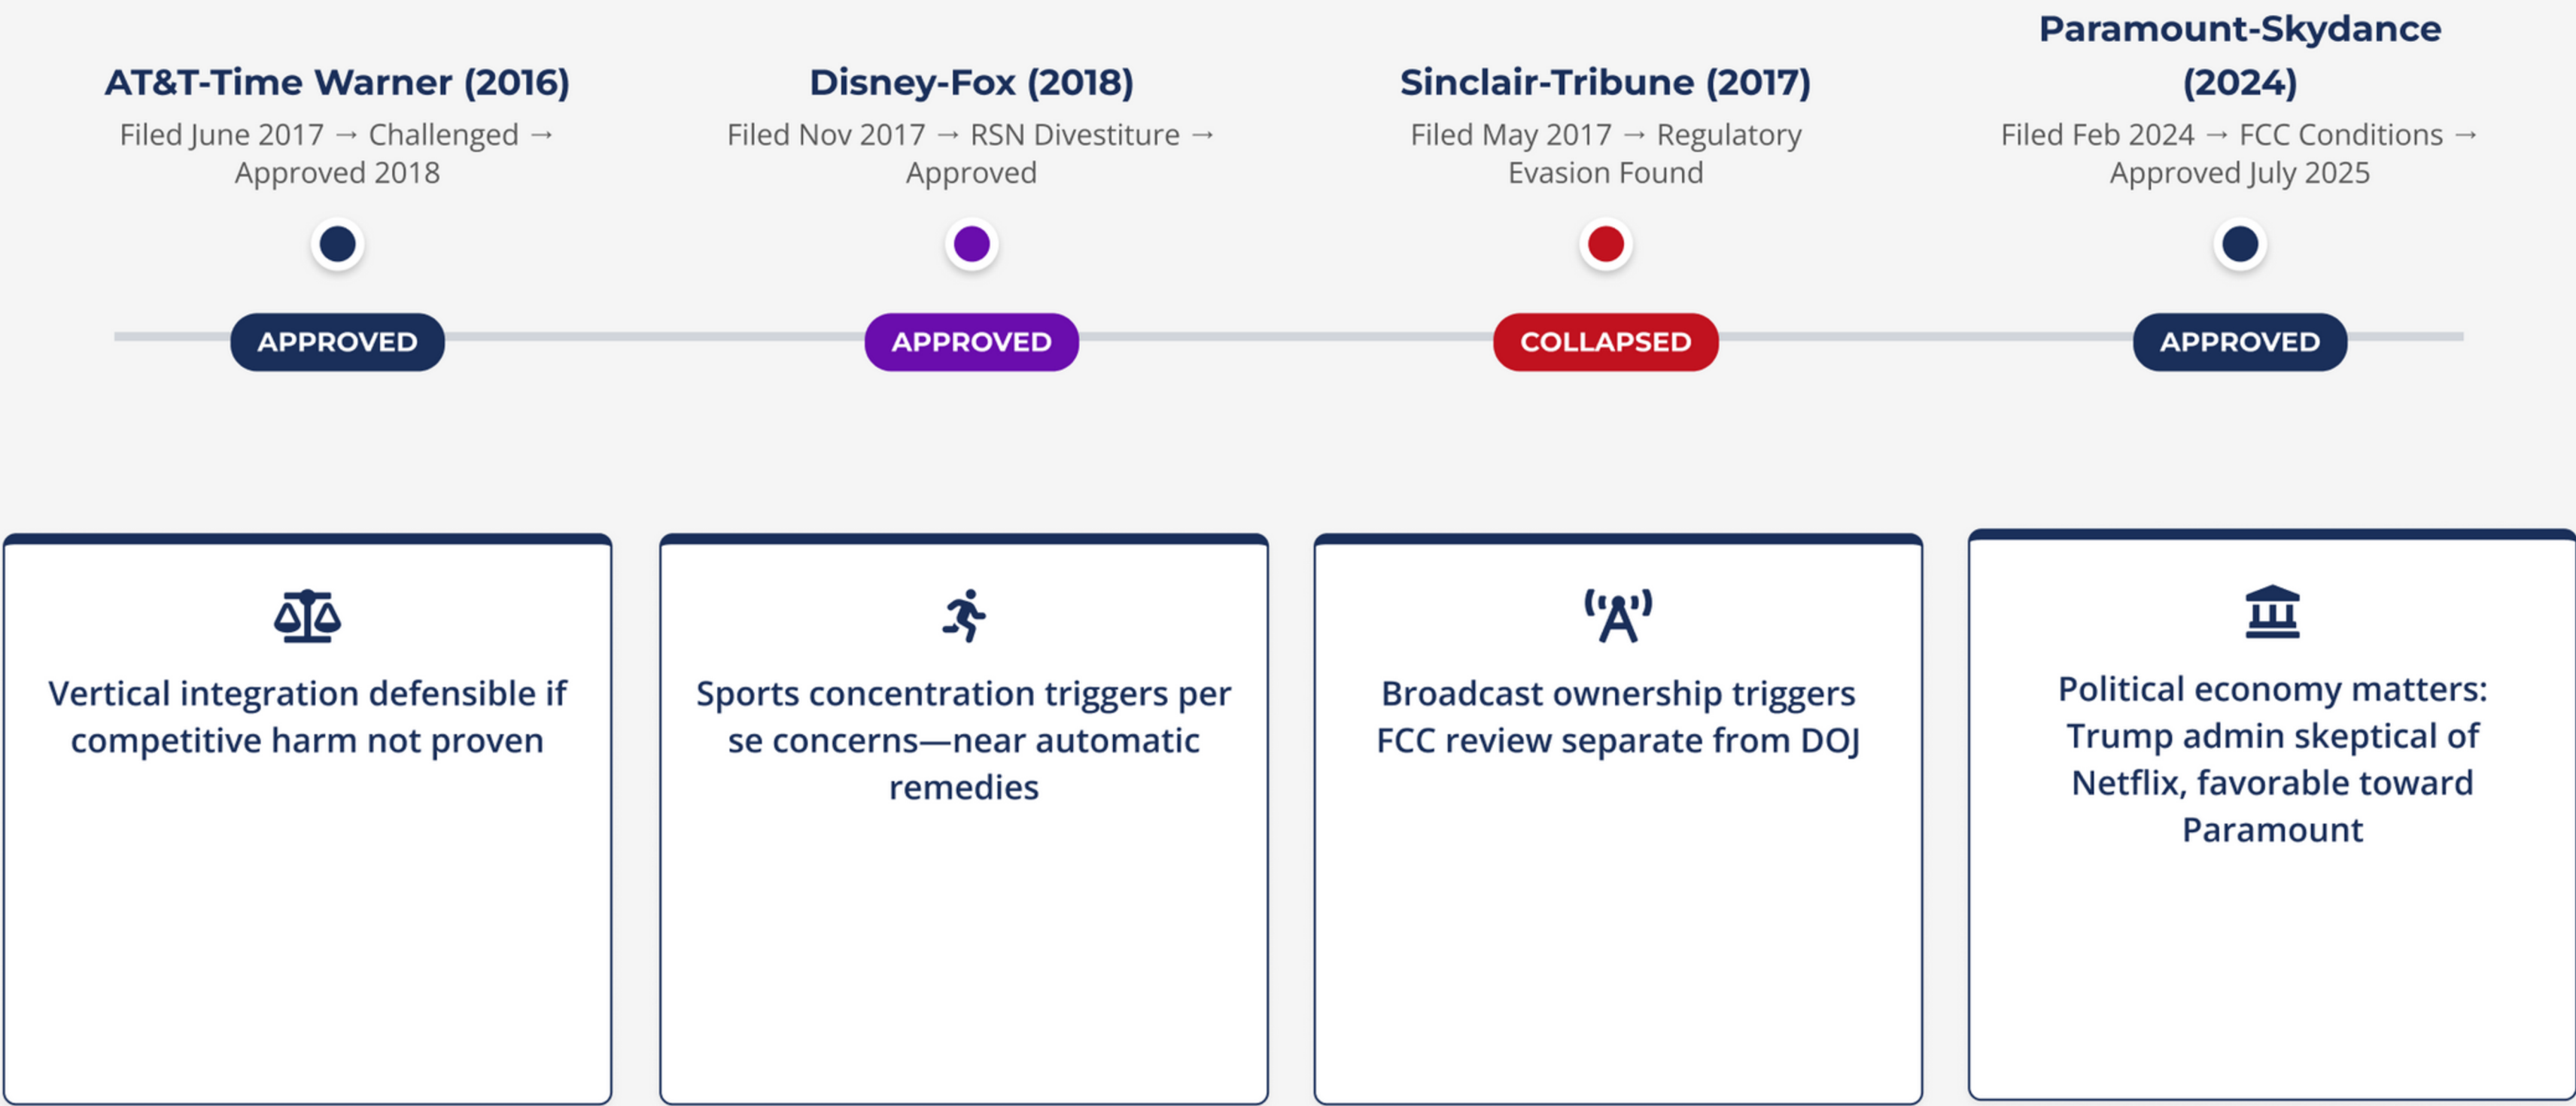 AT&T-Time Warner (2016)
Filed June 2017 → Challenged →
Approved 2018
APPROVED
Disney-Fox (2018)
Filed Nov 2017 → RSN Divestiture →
Approved
APPROVED
Sinclair-Tribune (2017)
Filed May 2017 → Regulatory
Evasion Found
COLLAPSED
Paramount-Skydance
(2024)
Filed Feb 2024 → FCC Conditions →
Approved July 2025
APPROVED
Vertical integration defensible if
competitive harm not proven
Sports concentration triggers per
se concerns—near automatic
remedies
Broadcast ownership triggers
FCC review separate from DOJ
Political economy matters:
Trump admin skeptical of
Netflix, favorable toward
Paramount